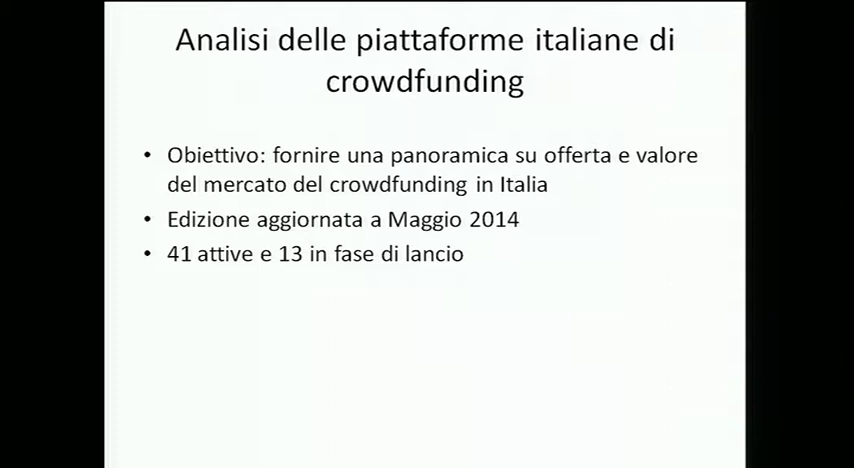 Analisi delle piattaforme italiane di
crowdfunding
• Obiettivo: fornire una panoramica su offerta e valore
del mercato del crowdfunding in Italia
• Edizione aggiornata a Maggio 2014
• 41 attive e 13 in fase di lancio